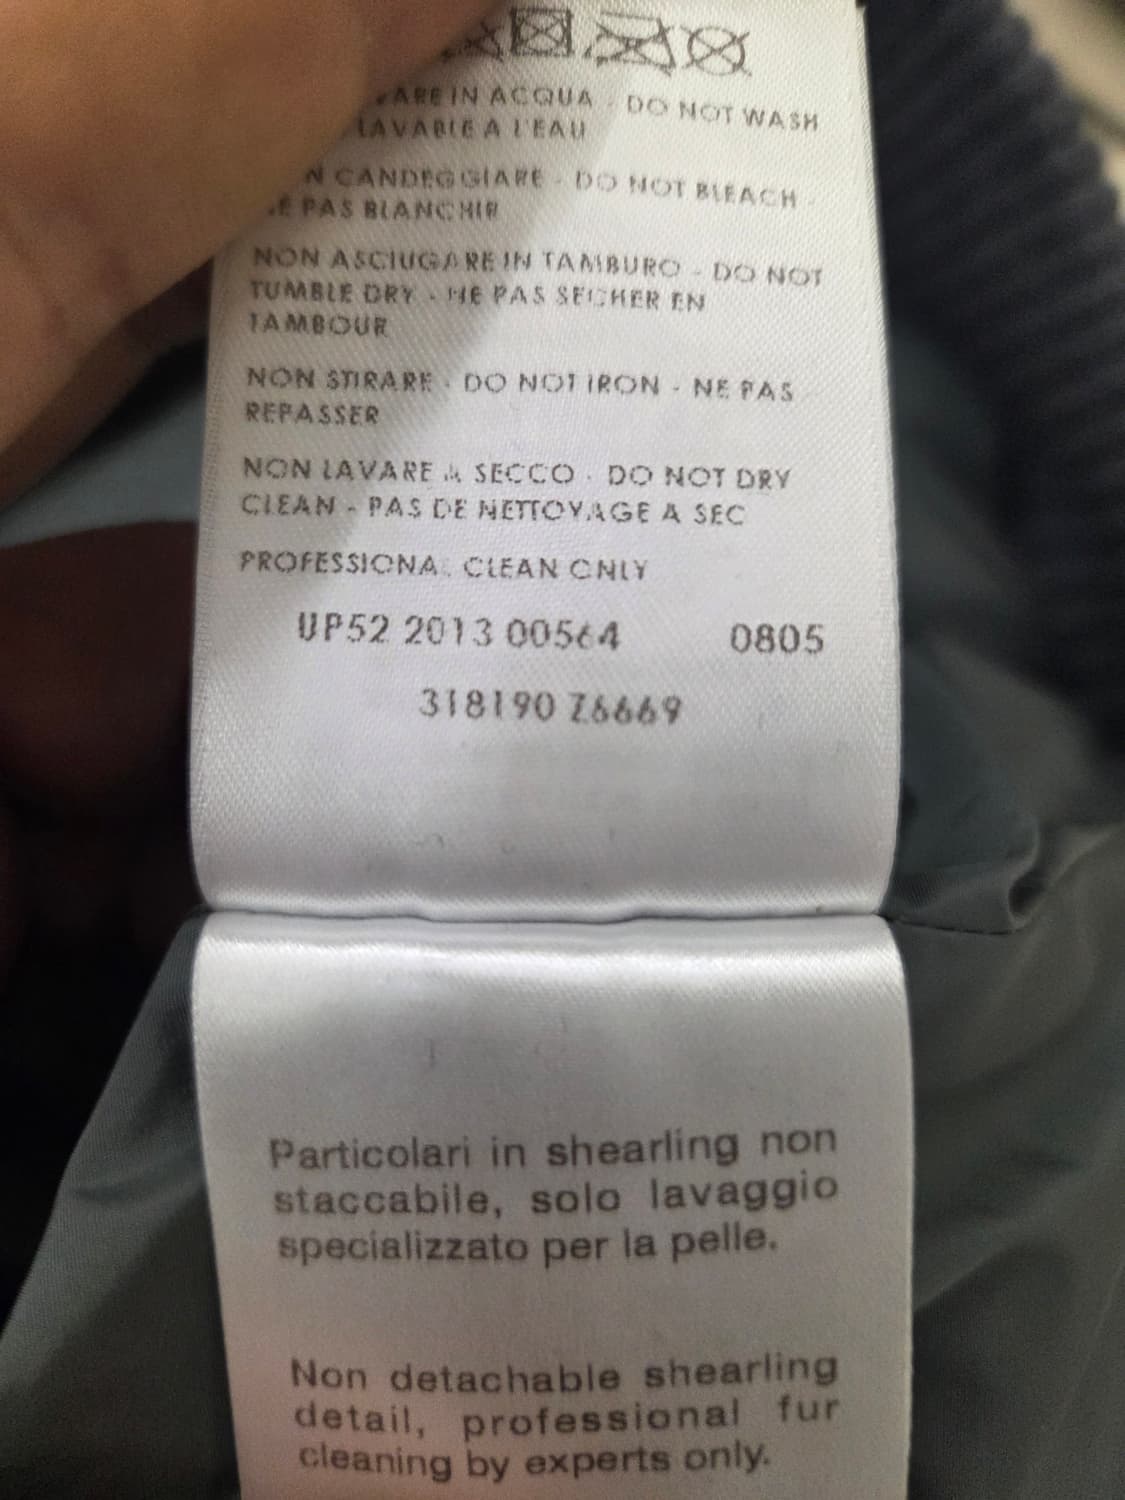 IN ACQUA - DO NOT WASH
LAVABLE A L'EAU
CANDEGGIARE - DO NOT BLEACH -
PAS BLANCHIR
NON ASCIUGARE IN TAMBURO - DO NOT
TUMBLE DRY - NE PAS SECHER EN
TAMBOUR
NON STIRARE - DO NOT IRON - NE PAS
REPASSER
NON LAVARE A SECCO - DO NOT DRY
CLEAN - PAS DE NETTOYAGE A SEC
PROFESSIONAL CLEAN ONLY
UP52 2013 00564 0805
318190 Z6669
Particolari in shearling non
staccabile, solo lavaggio
specializzato per la pelle.
Non detachable shearling
detail, professional fur
cleaning by experts only.